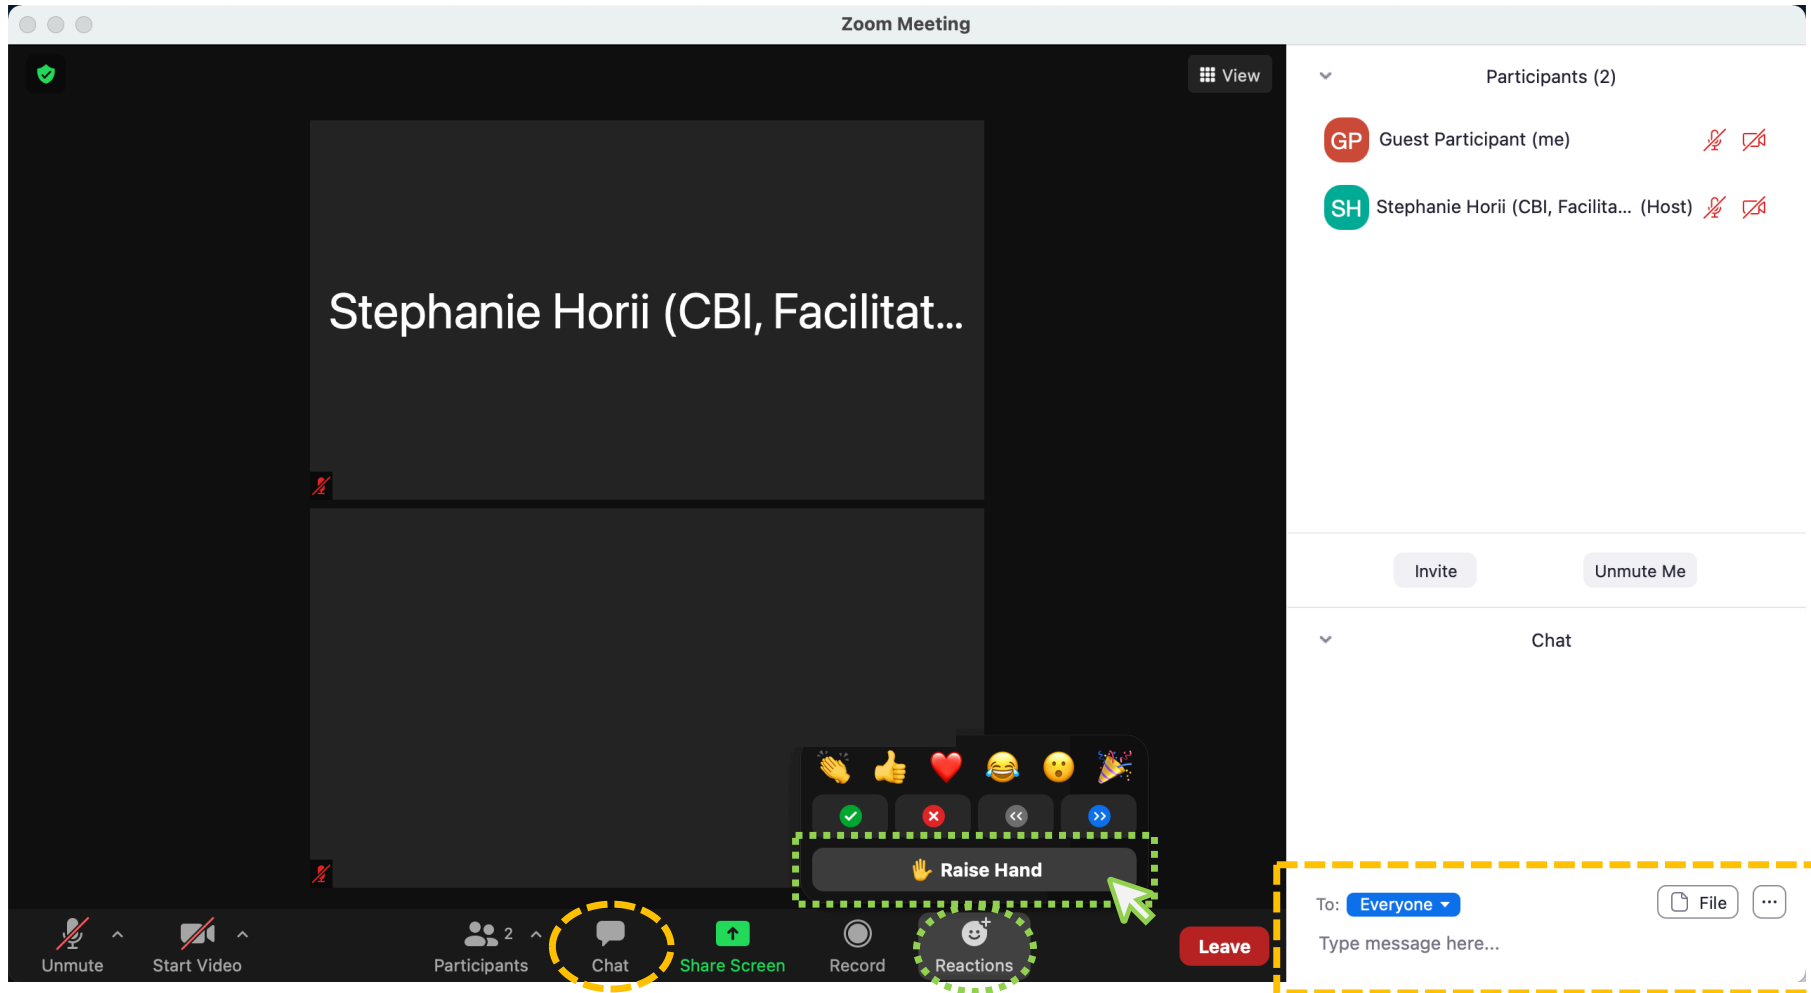 Zoom Meeting
View
Stephanie Horii (CBI, Facilitat...
Raise Hand
Unmute
Start Video
2
Participants
Chat
Share Screen
Record
Reactions
Leave
Participants (2)
GP Guest Participant (me)
SH Stephanie Horii (CBI, Facilita... (Host)
Invite
Unmute Me
Chat
To: Everyone
File
Type message here...